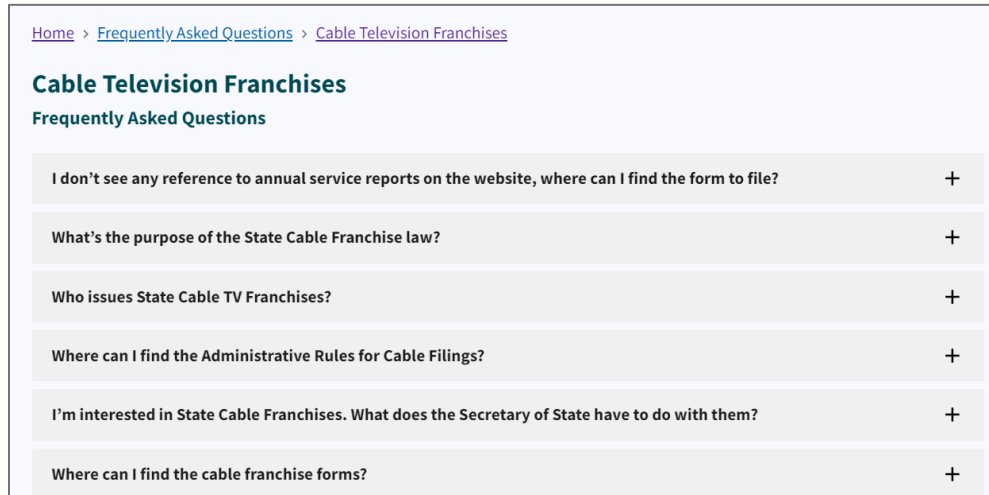 Home > Frequently Asked Questions > Cable Television Franchises
Cable Television Franchises
Frequently Asked Questions
I don’t see any reference to annual service reports on the website, where can I find the form to file? +
What’s the purpose of the State Cable Franchise law? +
Who issues State Cable TV Franchises? +
Where can I find the Administrative Rules for Cable Filings? +
I’m interested in State Cable Franchises. What does the Secretary of State have to do with them? +
Where can I find the cable franchise forms? +